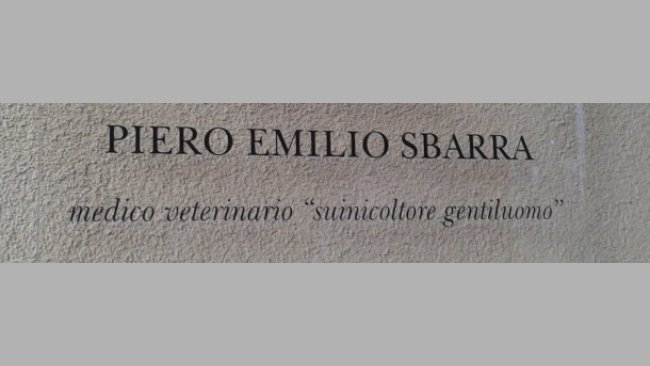 PIERO EMILIO SBARRA
medico veterinario “suinicoltore gentiluomo”